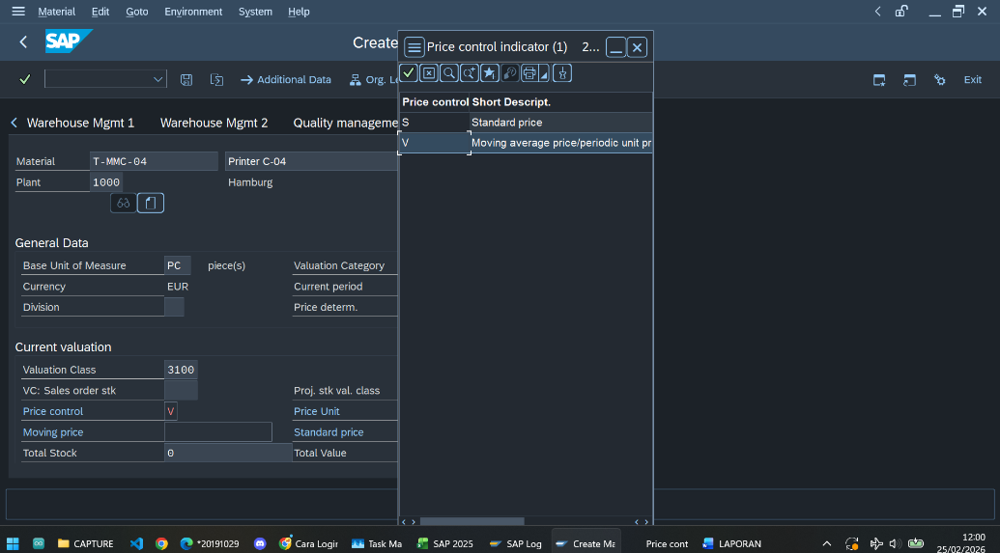 Material Edit Goto Environment System Help
SAP Create
Price control indicator (1) 2...
Additional Data Org. Le Exit
Price control Short Descript.
S Standard price
V Moving average price/periodic unit pr
Warehouse Mgmt 1 Warehouse Mgmt 2 Quality manageme
Material T-MMC-04 Printer C-04
Plant 1000 Hamburg
General Data
Base Unit of Measure PC piece(s) Valuation Category
Currency EUR Current period
Division Price determ.
Current valuation
Valuation Class 3100
VC: Sales order stk Proj. stk val. class
Price control V Price Unit
Moving price Standard price
Total Stock 0 Total Value
CAPTURE *20191029 Cara Login Task Ma SAP 2025 SAP Log Create Ma Price cont LAPORAN
12:00
25/02/2026